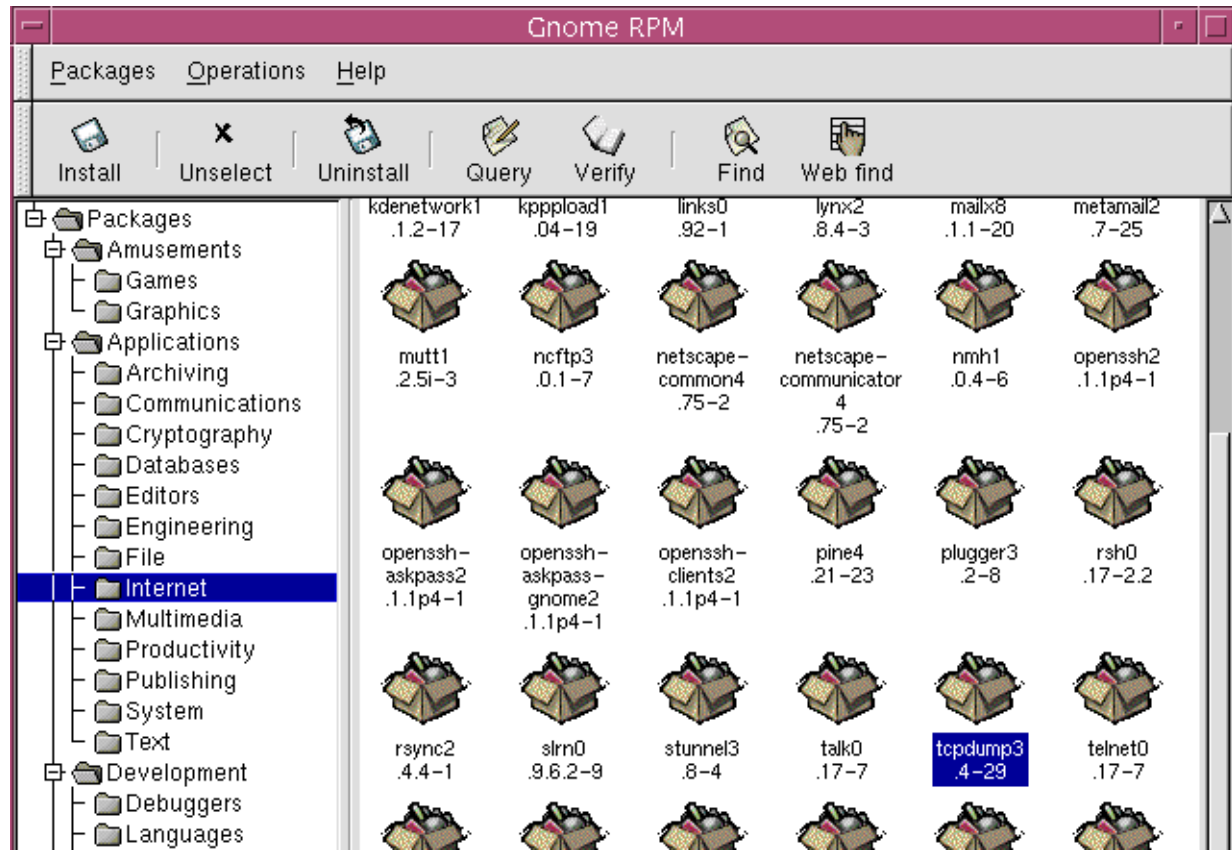 Gnome RPM
Packages Operations Help
Install Unselect Uninstall Query Verify Find Web find
Packages
Amusements
Games
Graphics
Applications
Archiving
Communications
Cryptography
Databases
Editors
Engineering
File
Internet
Multimedia
Productivity
Publishing
System
Text
Development
Debuggers
Languages
kdenetwork1 kpppload1 links0 lynx2 mailx8 metamail2
.1.2-17 .04-19 .92-1 .8.4-3 .1.1-20 .7-25
mutt1 ncftp3 netscape- netscape- nmh1 openssh2
.2.5i-3 .0.1-7 common4 communicator .0.4-6 .1.1p4-1
.75-2 4
.75-2
openssh- openssh- openssh- pine4 plugger3 rsh0
askpass2 askpass- clients2 .21-23 .2-8 .17-2.2
.1.1p4-1 gnome2 .1.1p4-1
.1.1p4-1
rsync2 slrn0 stunnel3 talk0 tcpdump3 telnet0
.4.4-1 .9.6.2-9 .8-4 .17-7 .4-29 .17-7